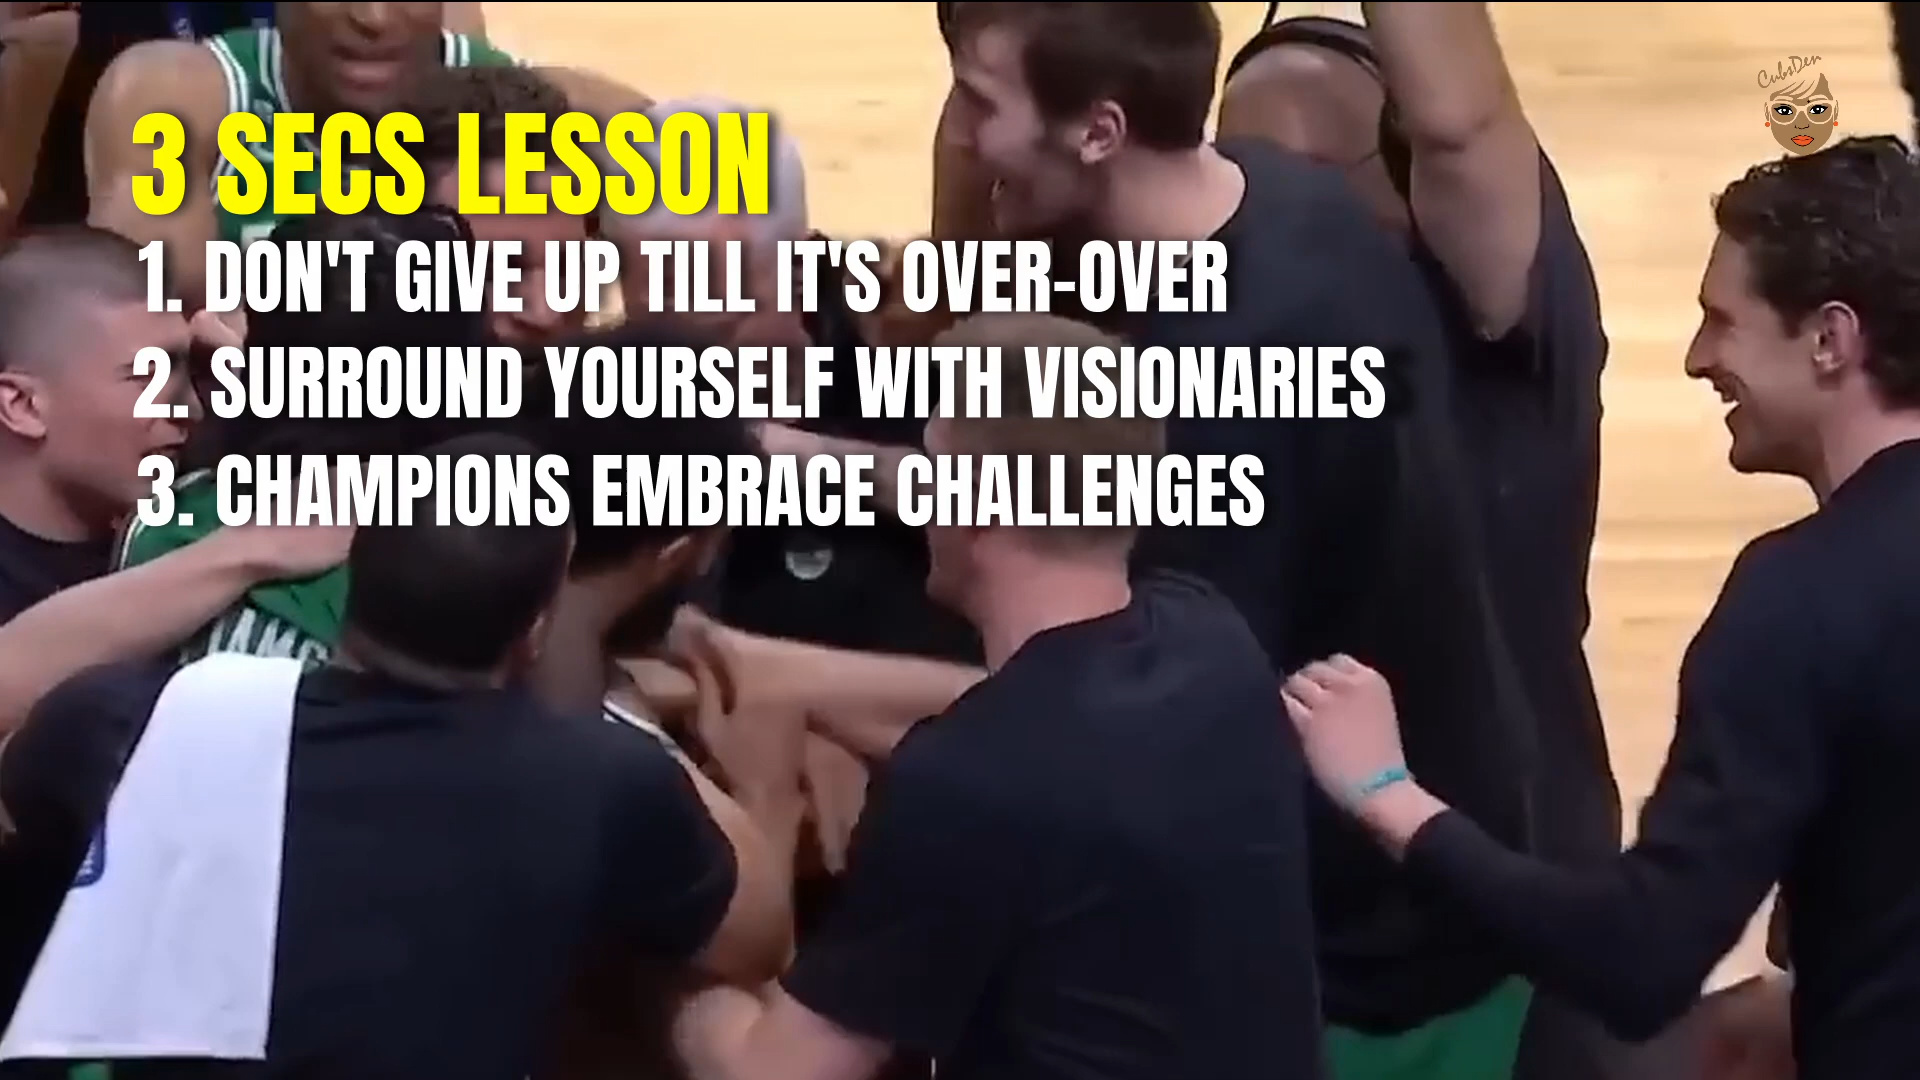 CubsDen
3 SECS LESSON
1. DON'T GIVE UP TILL IT'S OVER-OVER
2. SURROUND YOURSELF WITH VISIONARIES
3. CHAMPIONS EMBRACE CHALLENGES